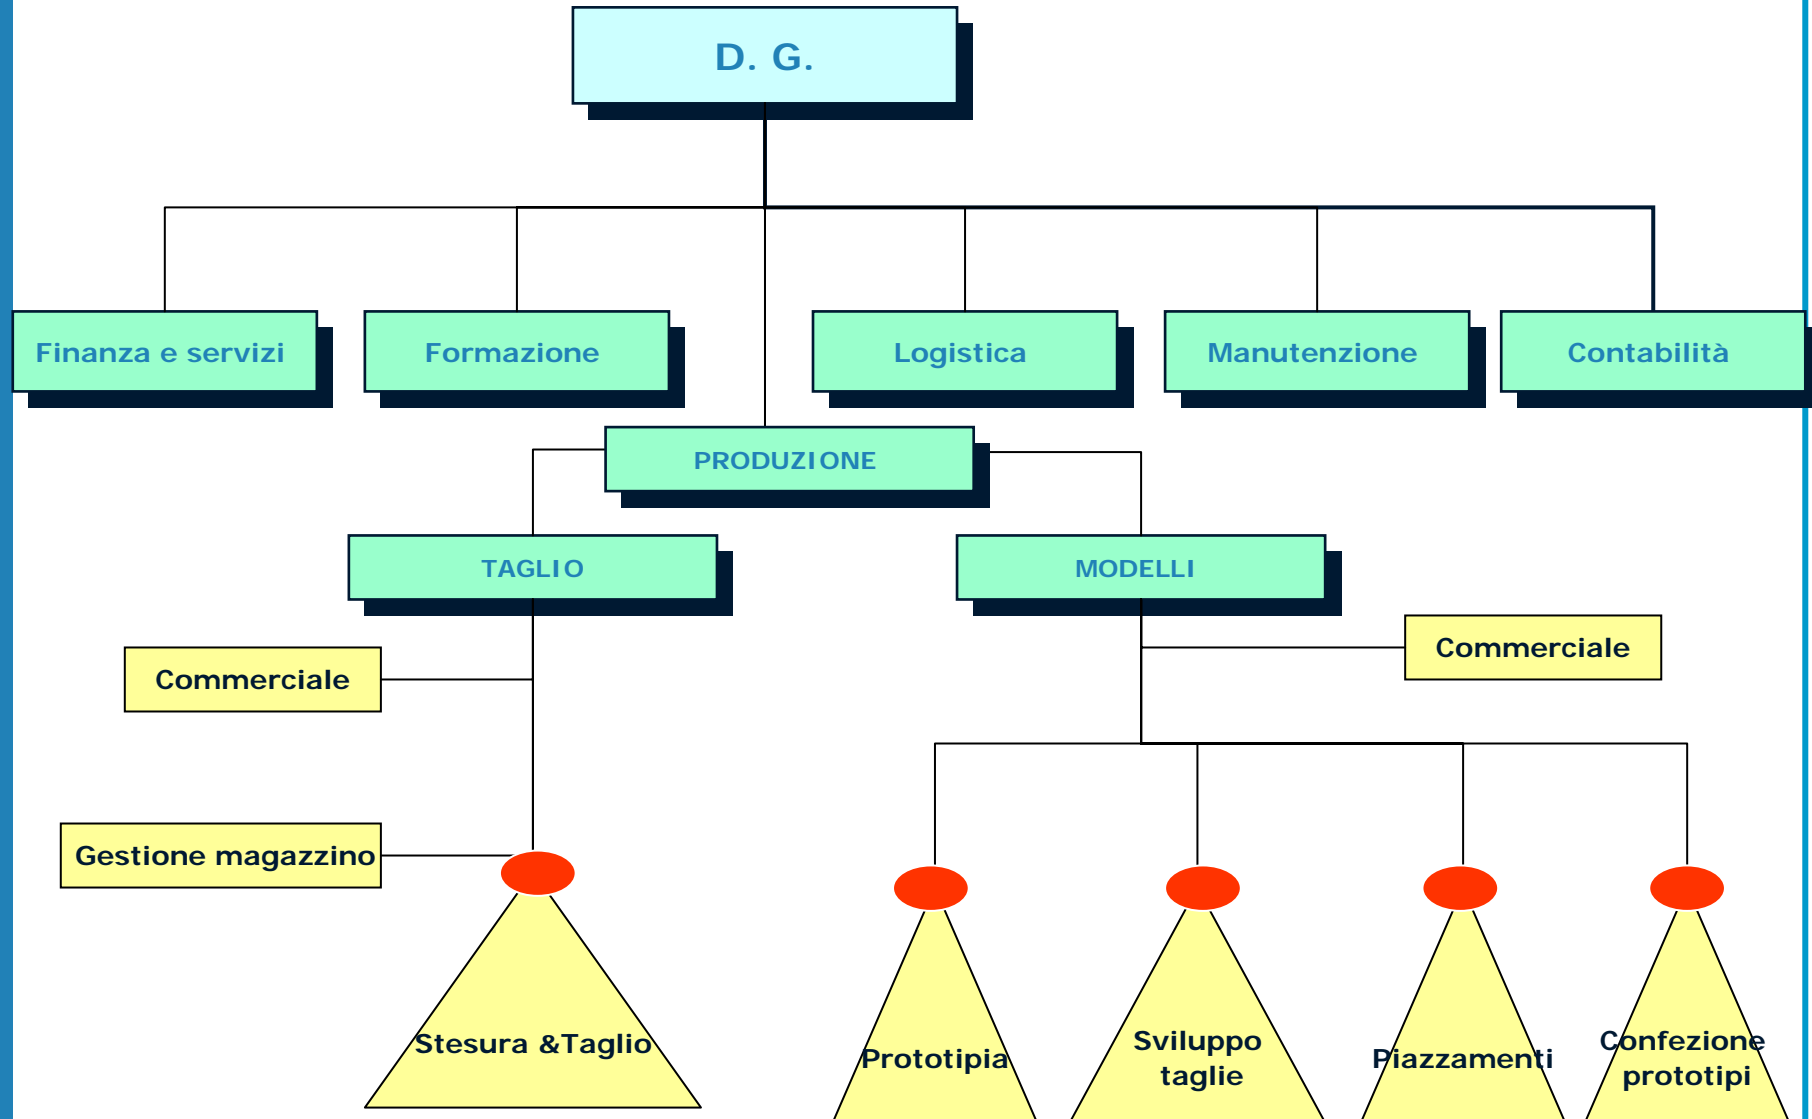 D. G.
Finanza e servizi
Formazione
Logistica
Manutenzione
Contabilità
PRODUZIONE
TAGLIO
MODELLI
Commerciale
Commerciale
Gestione magazzino
Stesura &Taglio
Prototipia
Sviluppo
taglie
Piazzamenti
Confezione
prototipi